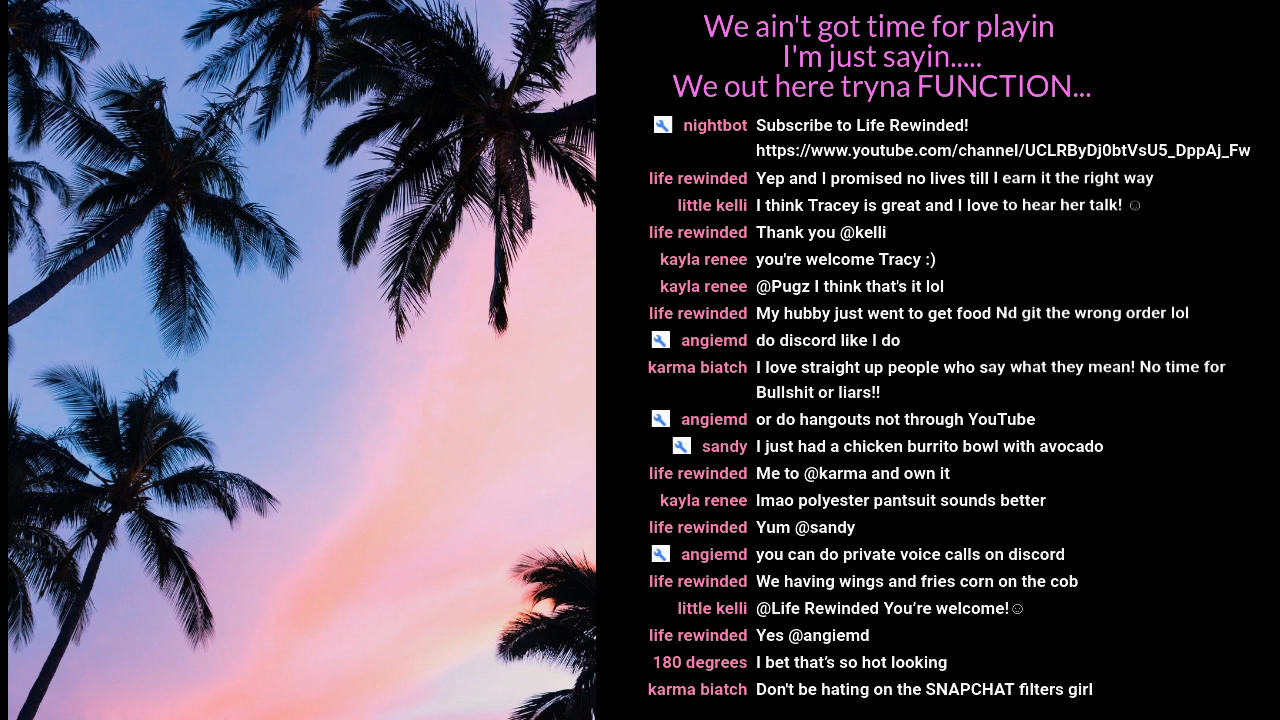 We ain't got time for playin
I'm just sayin.....
We out here tryna FUNCTION...
nightbot Subscribe to Life Rewinded!
https://www.youtube.com/channel/UCLRByDj0btVsU5_DppAj_Fw
life rewinded Yep and I promised no lives till I earn it the right way
little kelli I think Tracey is great and I love to hear her talk! ☺
life rewinded Thank you @kelli
kayla renee you're welcome Tracy :)
kayla renee @Pugz I think that's it lol
life rewinded My hubby just went to get food Nd git the wrong order lol
angiemd do discord like I do
karma biatch I love straight up people who say what they mean! No time for
Bullshit or liars!!
angiemd or do hangouts not through YouTube
sandy I just had a chicken burrito bowl with avocado
life rewinded Me to @karma and own it
kayla renee lmao polyester pantsuit sounds better
life rewinded Yum @sandy
angiemd you can do private voice calls on discord
life rewinded We having wings and fries corn on the cob
little kelli @Life Rewinded You’re welcome!☺
life rewinded Yes @angiemd
180 degrees I bet that’s so hot looking
karma biatch Don't be hating on the SNAPCHAT filters girl